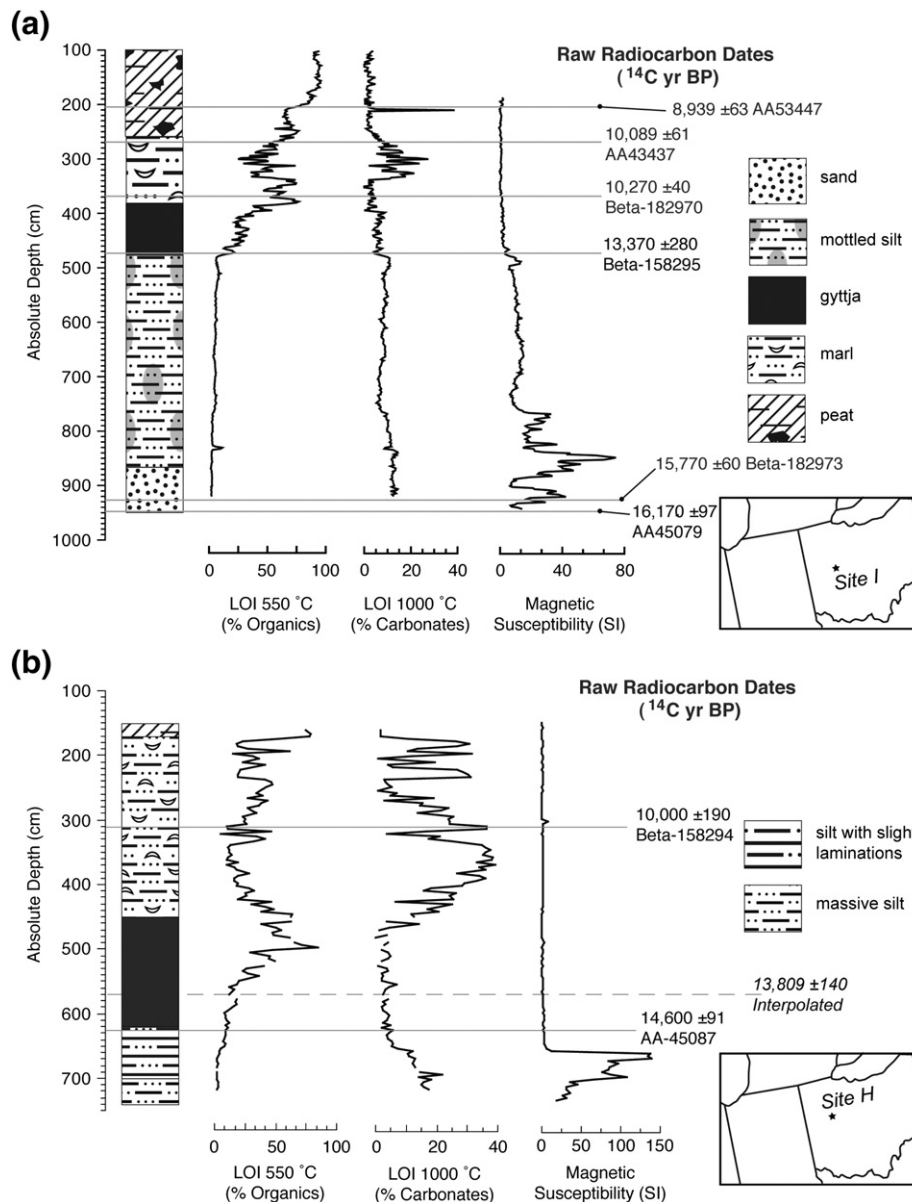 (a)
Raw Radiocarbon Dates
(14C yr BP)
Absolute Depth (cm)
100
200
300
400
500
600
700
800
900
1000
8,939 ±63 AA53447
10,089 ±61
AA43437
10,270 ±40
Beta-182970
13,370 ±280
Beta-158295
15,770 ±60 Beta-182973
16,170 ±97
AA45079
sand
mottled silt
gyttja
marl
peat
Site I
0 50 100
LOI 550 ˚C
(% Organics)
0 20 40
LOI 1000 ˚C
(% Carbonates)
0 40 80
Magnetic
Susceptibility (SI)
(b)
Raw Radiocarbon Dates
(14C yr BP)
Absolute Depth (cm)
100
200
300
400
500
600
700
10,000 ±190
Beta-158294
13,809 ±140
Interpolated
14,600 ±91
AA-45087
silt with sligh
laminations
massive silt
Site H
0 50 100
LOI 550 ˚C
(% Organics)
0 20 40
LOI 1000 ˚C
(% Carbonates)
0 50 100 150
Magnetic
Susceptibility (SI)